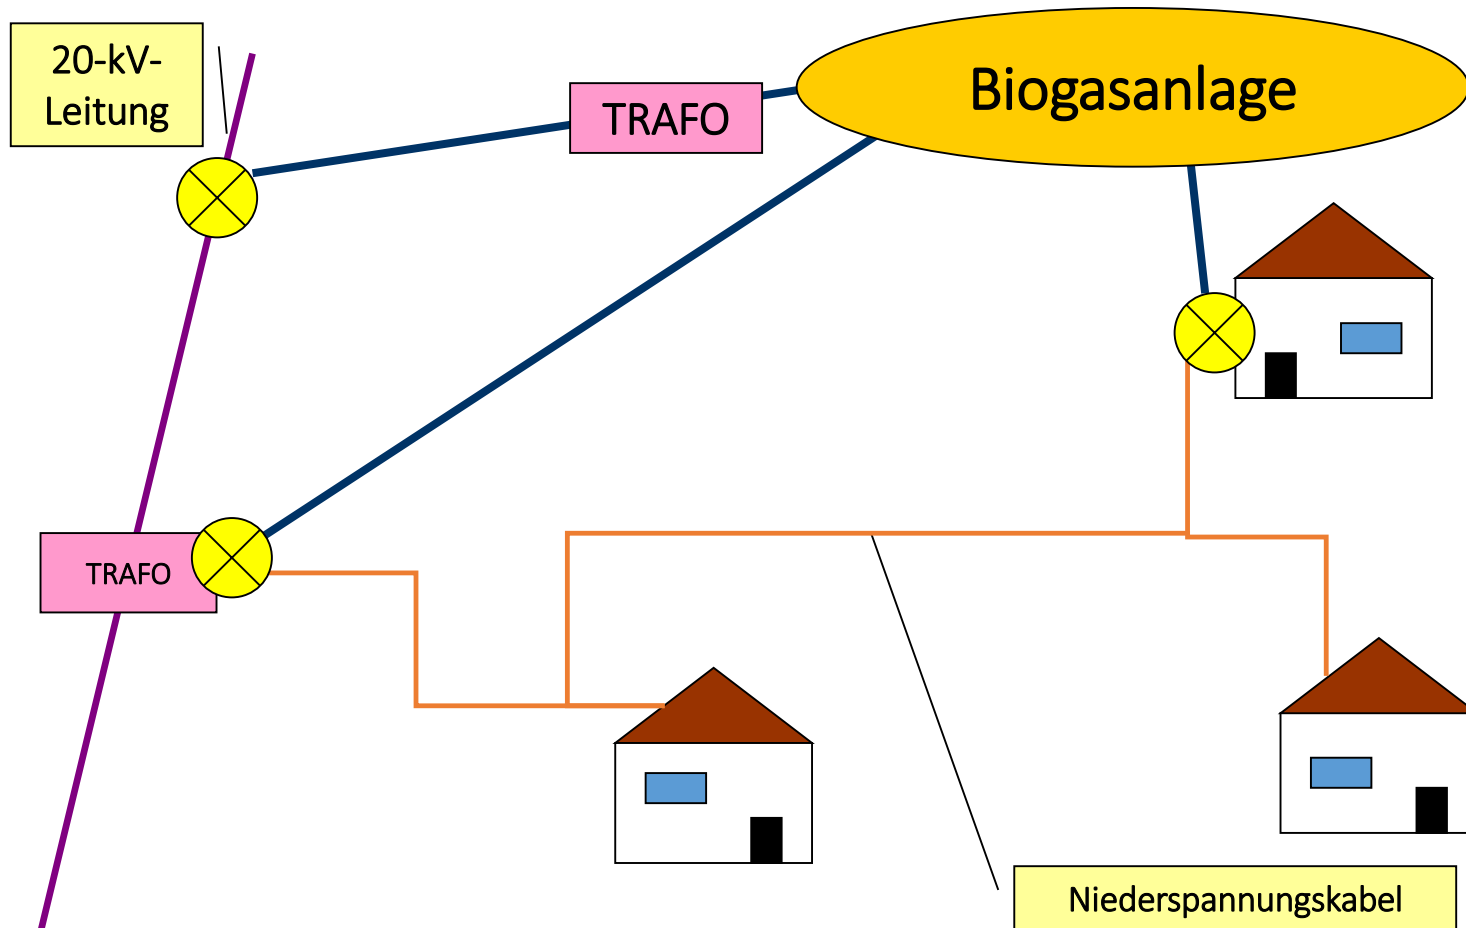 20-kV-
Leitung
TRAFO
Biogasanlage
TRAFO
Niederspannungskabel